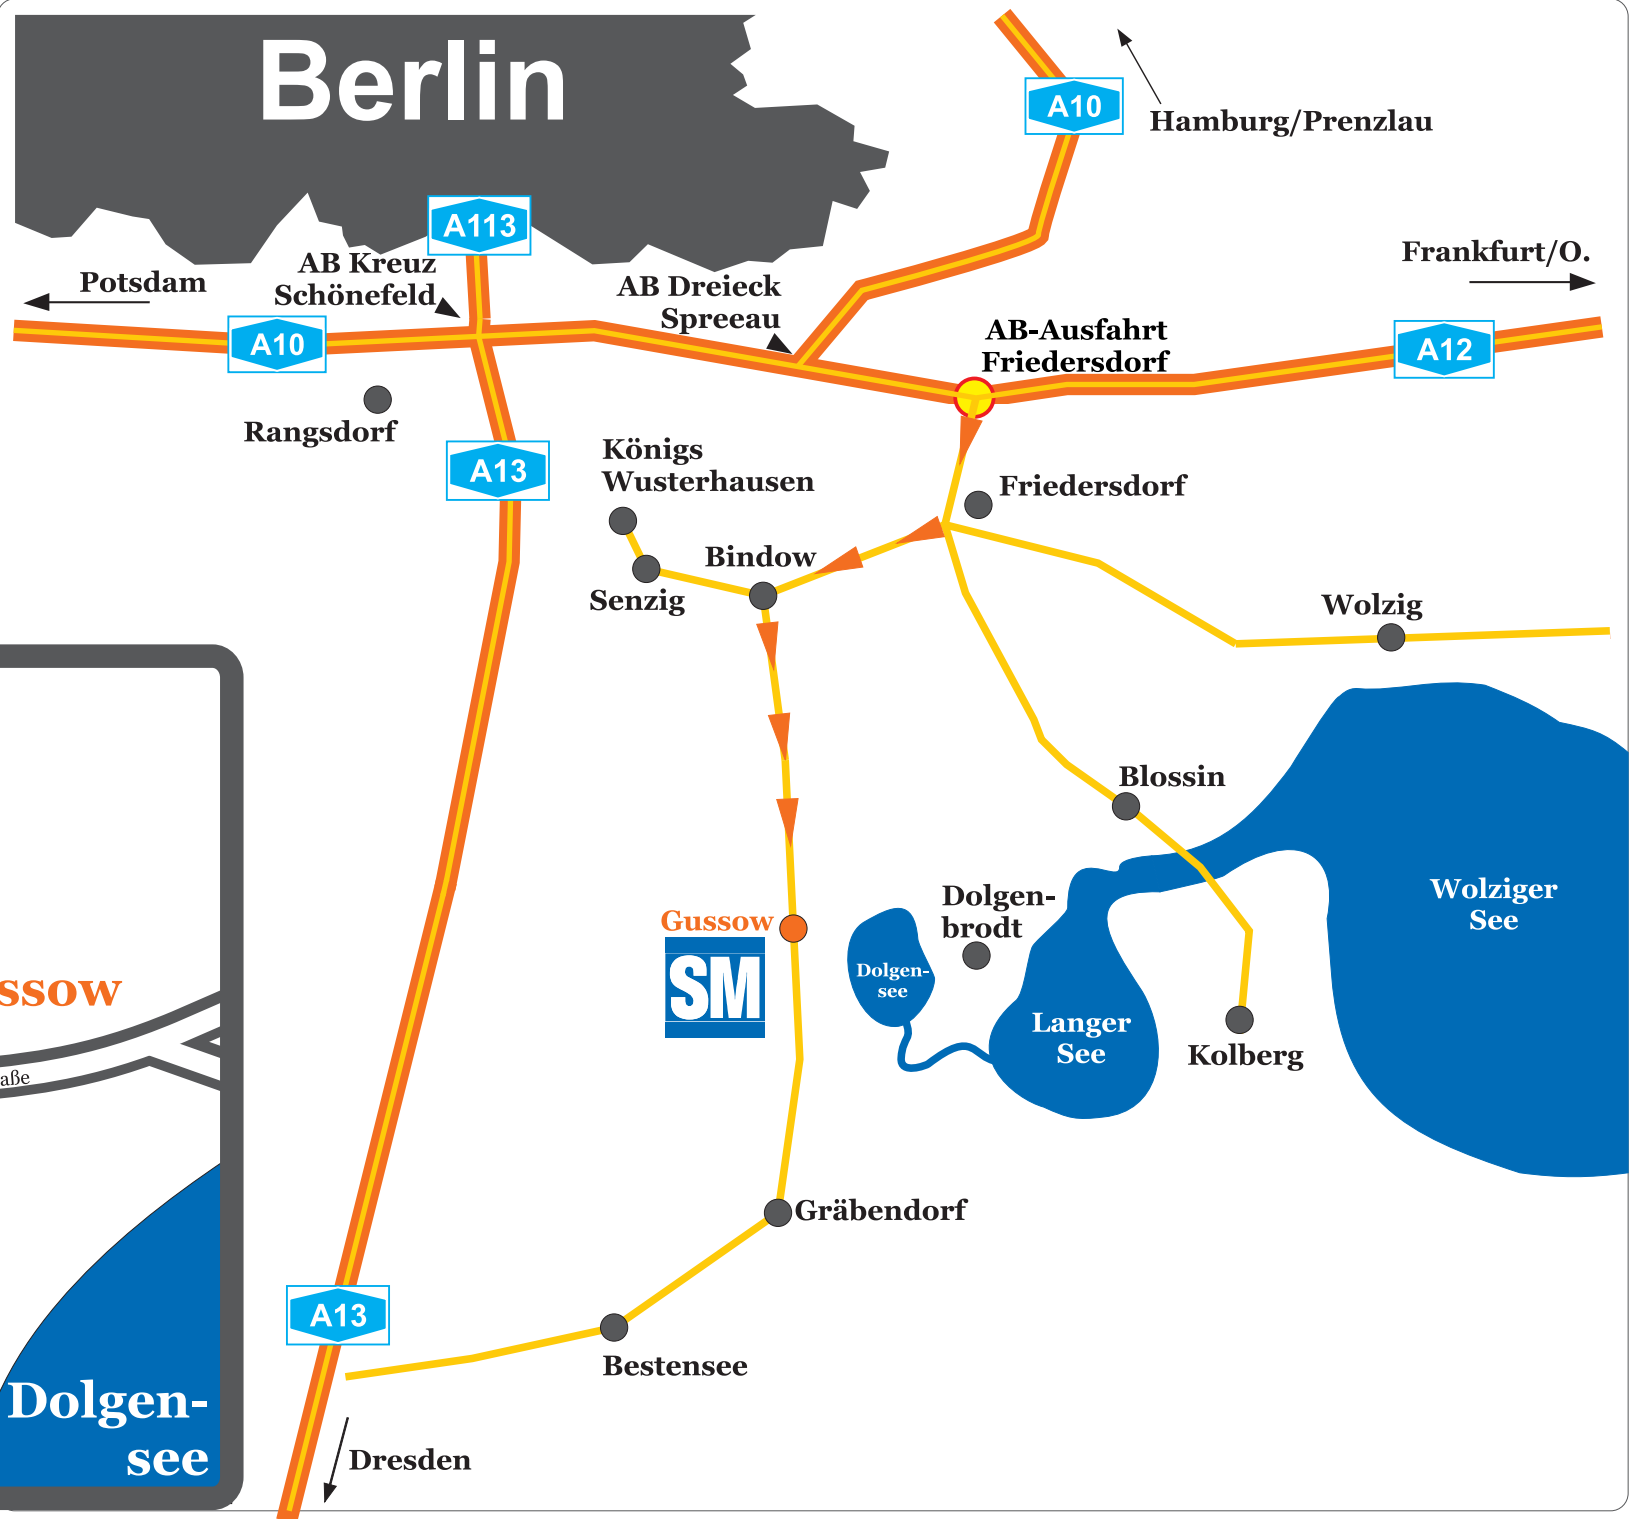 Berlin
A10
Hamburg/Prenzlau
A113
Frankfurt/O.
Potsdam
AB Kreuz
Schönefeld
AB Dreieck
Spreeau
AB-Ausfahrt
Friedersdorf
A10
A12
Rangsdorf
A13
Königs
Wusterhausen
Friedersdorf
Bindow
Senzig
Wolzig
Blossin
Wolziger
See
Dolgen-
brodt
Gussow
SM
Dolgen-
see
Langer
See
Kolberg
ssow
aße
Gräbendorf
A13
Bestensee
Dolgen-
see
Dresden